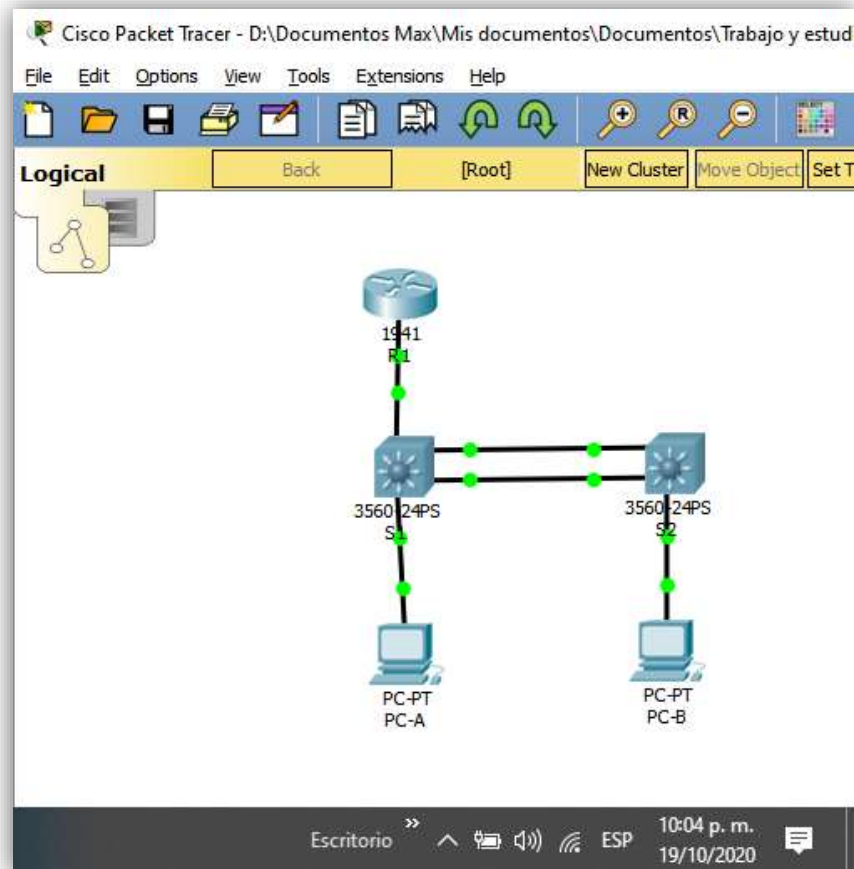 Cisco Packet Tracer - D:\Documentos Max\Mis documentos\Documentos\Trabajo y estud
File Edit Options View Tools Extensions Help
Logical Back [Root] New Cluster Move Object Set T
1941
R1
3560-24PS
S1
3560-24PS
S2
PC-PT
PC-A
PC-PT
PC-B
Escritorio » ESP 10:04 p. m.
19/10/2020